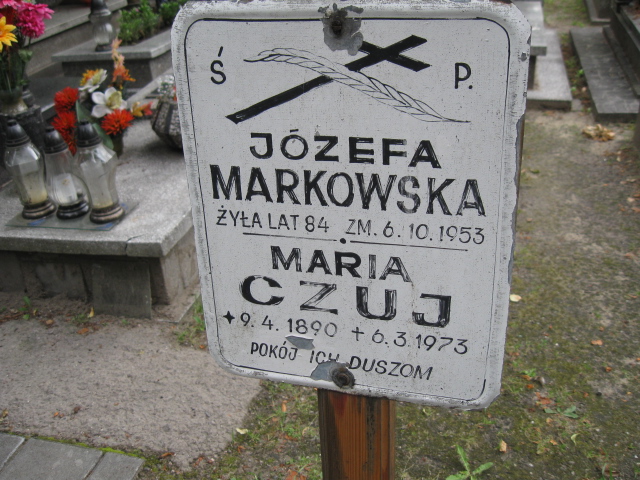 Ś P.
JÓZEFA
MARKOWSKA
ŻYŁA LAT 84 ZM. 6.10.1953
MARIA
CZUJ
✦9.4.1890 +6.3.1973
POKÓJ ICH DUSZOM